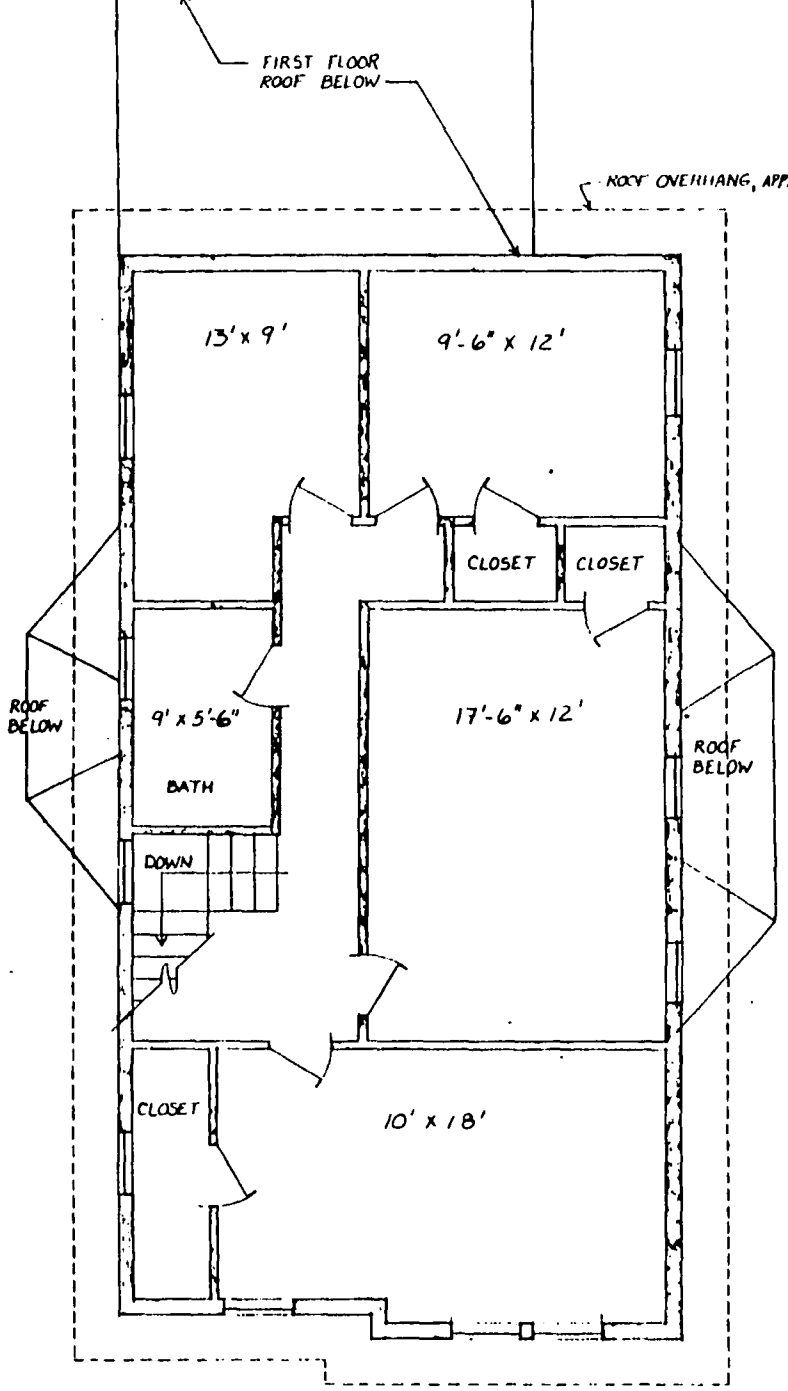 FIRST FLOOR
ROOF BELOW
ROOF OVERHANG, APP.
13' x 9'
9'-6" x 12'
CLOSET
CLOSET
ROOF
BELOW
9' x 5'-6"
17'-6" x 12'
ROOF
BELOW
BATH
DOWN
CLOSET
10' x 18'